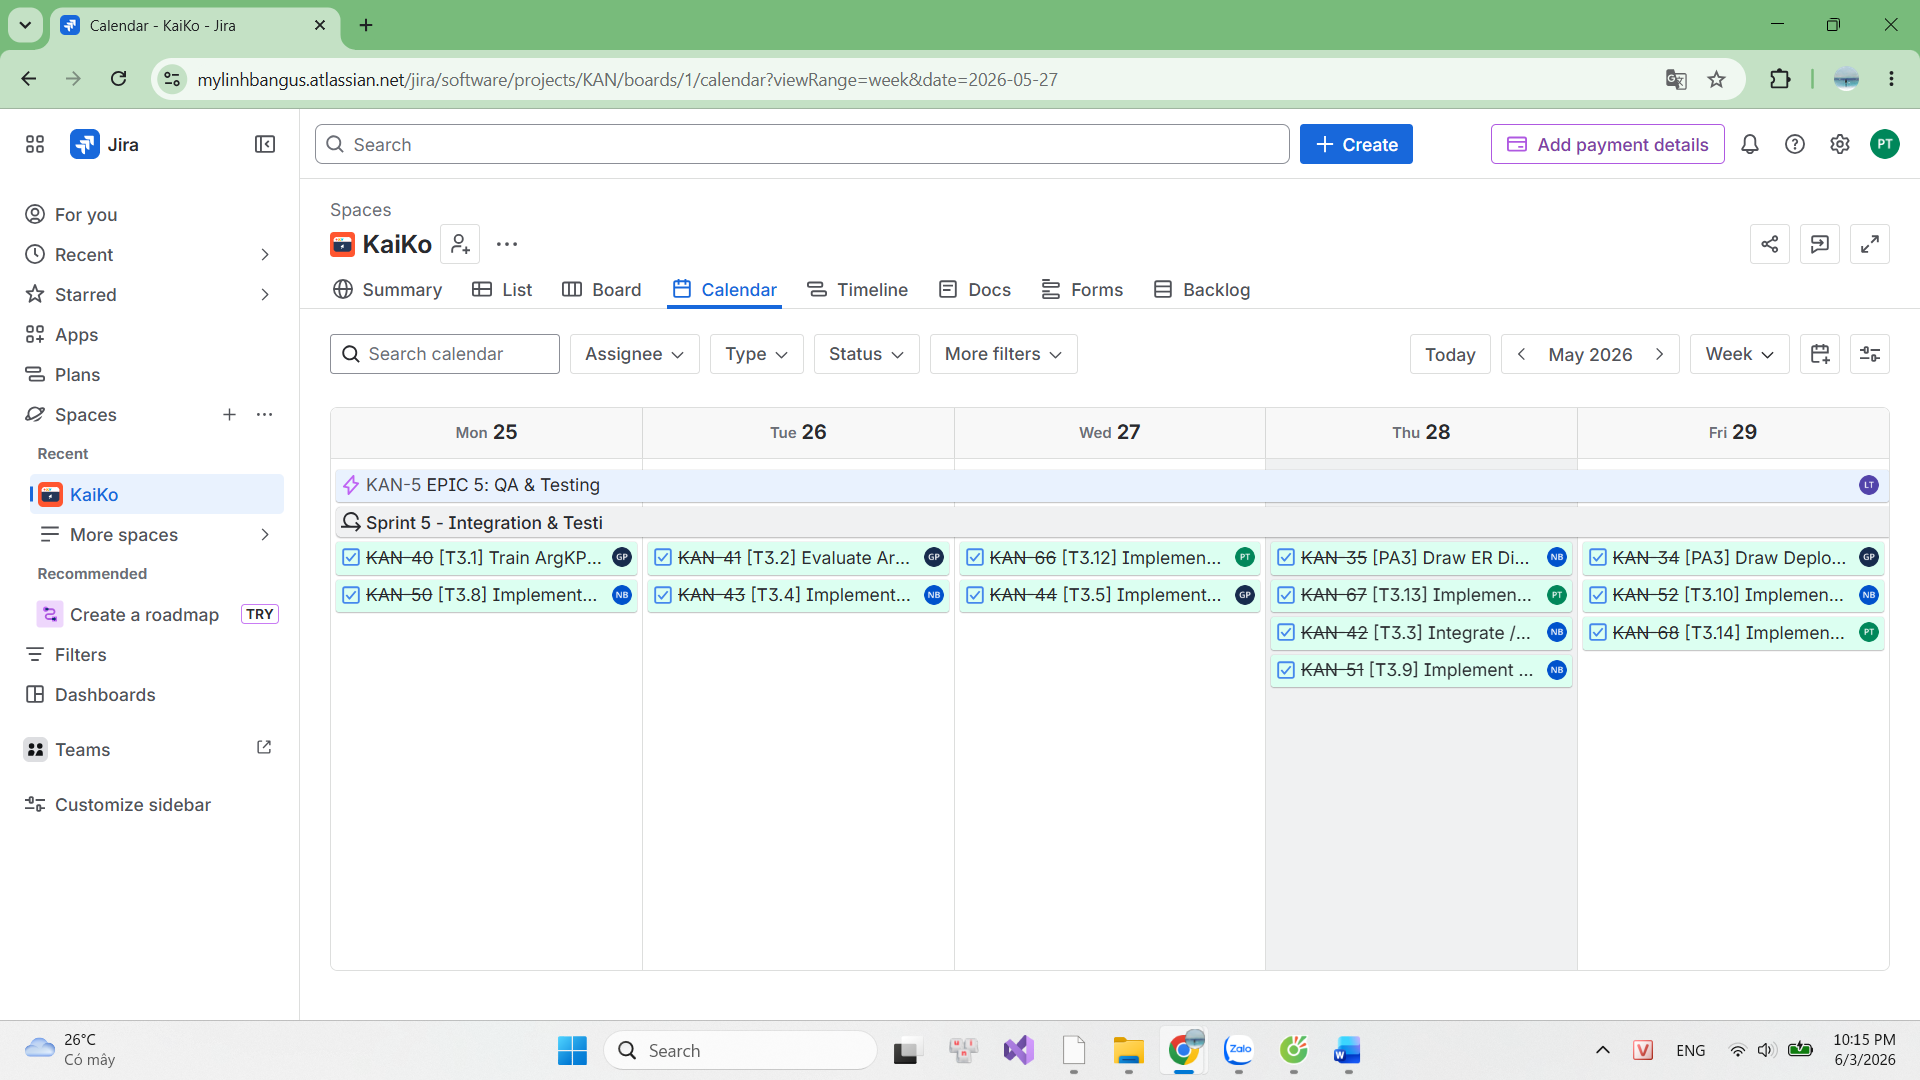 Calendar - KaiKo - Jira
mylinhbangus.atlassian.net/jira/software/projects/KAN/boards/1/calendar?viewRange=week&date=2026-05-27
Jira
Search
Create
Add payment details
PT
For you
Recent
Starred
Apps
Plans
Spaces
Recent
KaiKo
More spaces
Recommended
Create a roadmap TRY
Filters
Dashboards
Teams
Customize sidebar
Spaces
KaiKo
Summary List Board Calendar Timeline Docs Forms Backlog
Search calendar Assignee Type Status More filters Today May 2026 Week
Mon 25 Tue 26 Wed 27 Thu 28 Fri 29
KAN-5 EPIC 5: QA & Testing LT
Sprint 5 - Integration & Testi
KAN-40 [T3.1] Train ArgKP... GP
KAN-50 [T3.8] Implement... NB
KAN-41 [T3.2] Evaluate Ar... GP
KAN-43 [T3.4] Implement... NB
KAN-66 [T3.12] Implemen... PT
KAN-44 [T3.5] Implement... GP
KAN-35 [PA3] Draw ER Di... NB
KAN-67 [T3.13] Implemen... PT
KAN-42 [T3.3] Integrate /... NB
KAN-51 [T3.9] Implement ... NB
KAN-34 [PA3] Draw Deplo... GP
KAN-52 [T3.10] Implemen... NB
KAN-68 [T3.14] Implemen... PT
26°C
Có mây
Search
Zalo
W
V
ENG
10:15 PM
6/3/2026